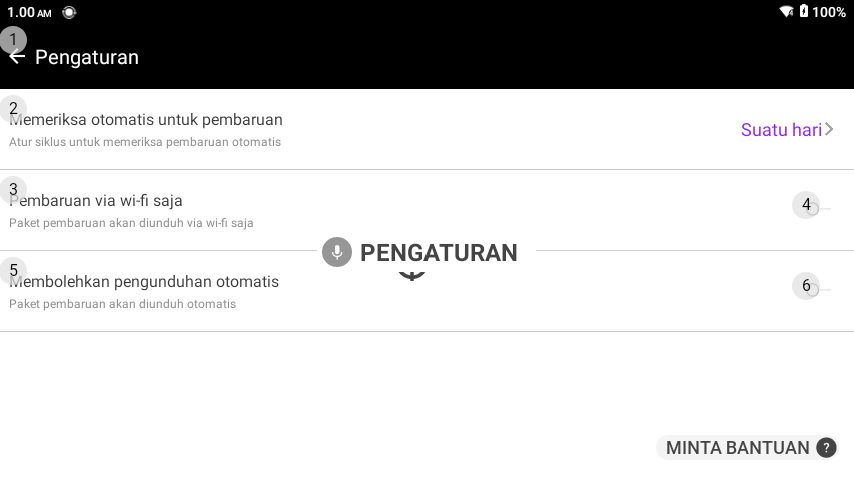 1.00 AM
100%
1
Pengaturan
2
Memeriksa otomatis untuk pembaruan
Atur siklus untuk memeriksa pembaruan otomatis
Suatu hari
3
Pembaruan via wi-fi saja
Paket pembaruan akan diunduh via wi-fi saja
4
PENGATURAN
5
Membolehkan pengunduhan otomatis
Paket pembaruan akan diunduh otomatis
6
MINTA BANTUAN ?